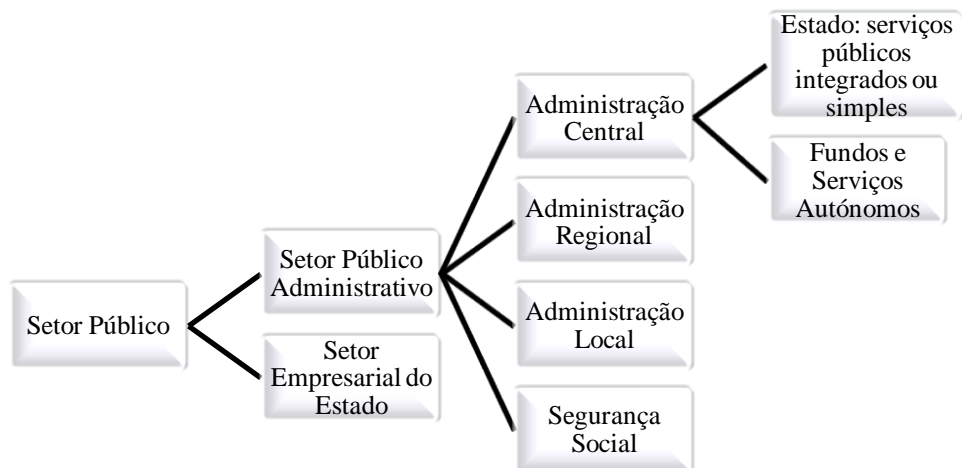 Setor Público
Setor Público
Administrativo
Setor
Empresarial do
Estado
Administração
Central
Administração
Regional
Administração
Local
Segurança
Social
Estado: serviços
públicos
integrados ou
simples
Fundos e
Serviços
Autónomos